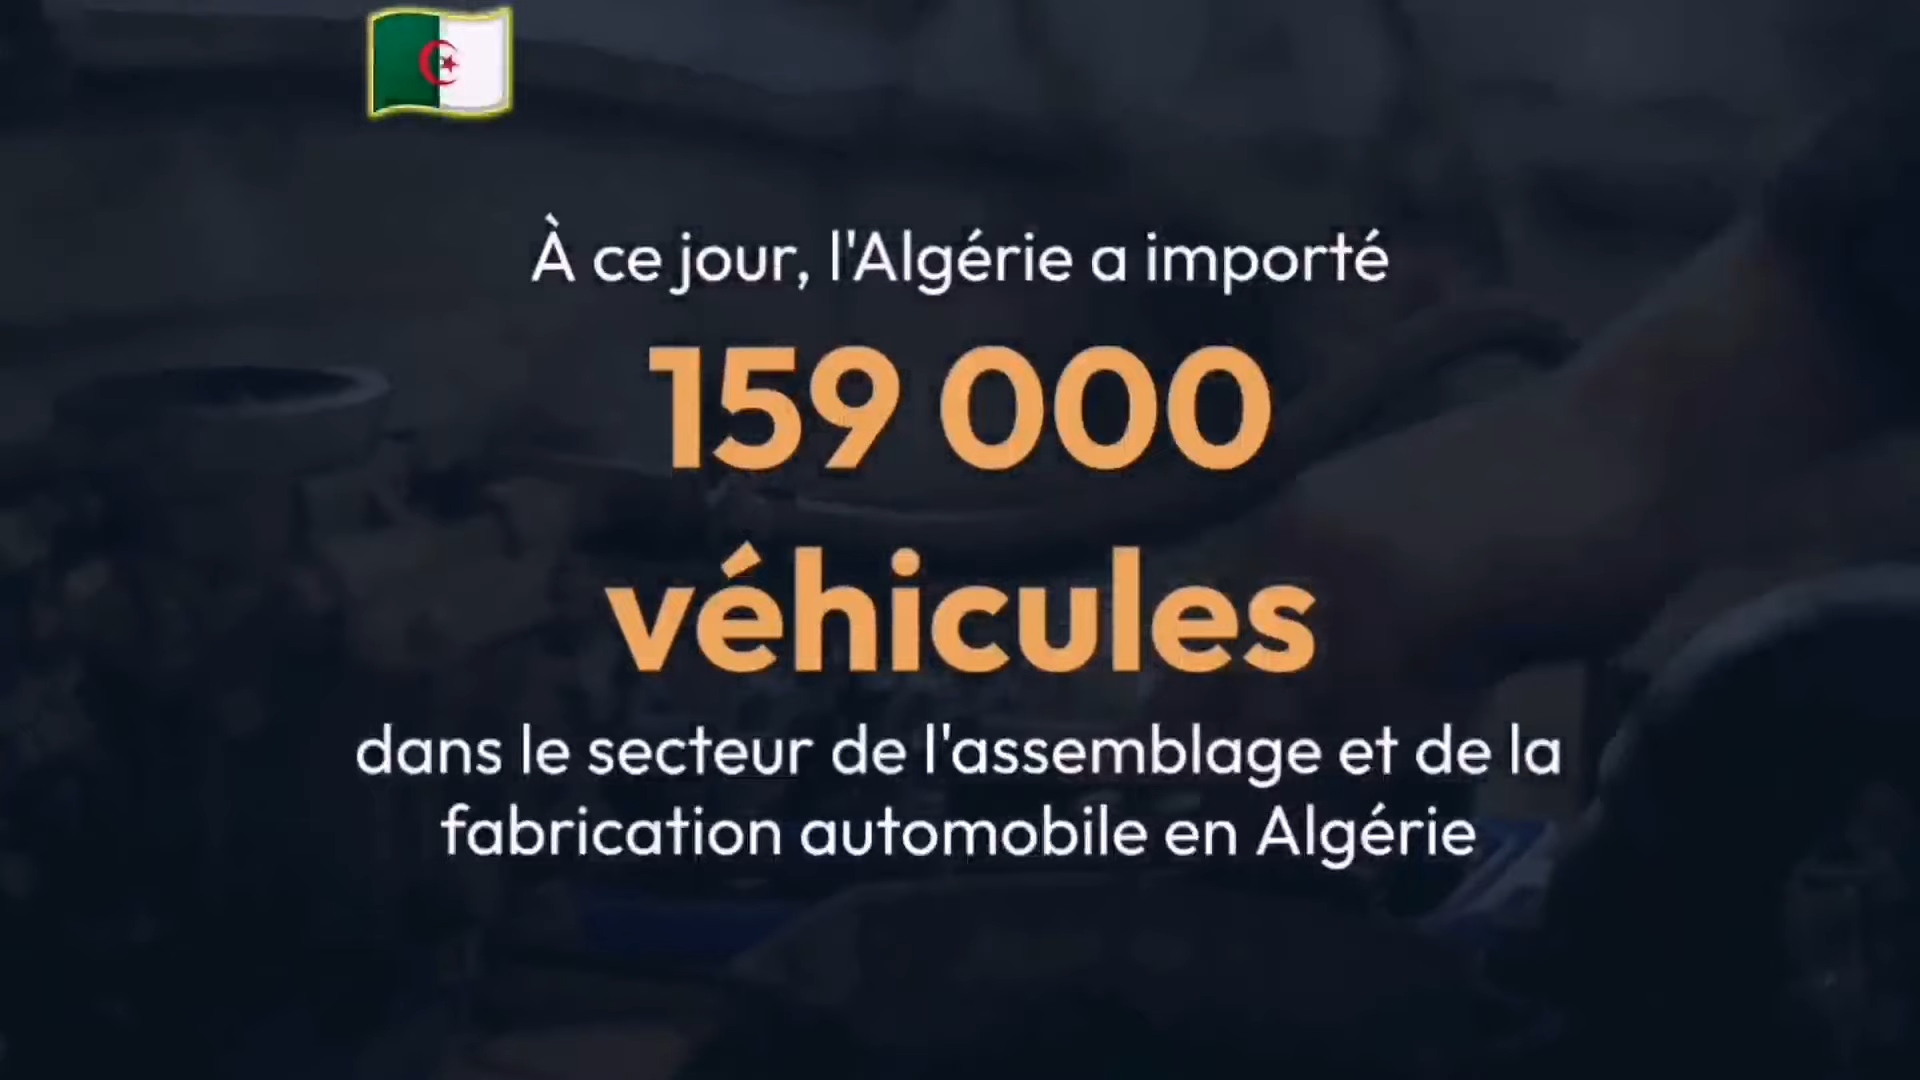 À ce jour, l'Algérie a importé
159 000
véhicules
dans le secteur de l'assemblage et de la
fabrication automobile en Algérie